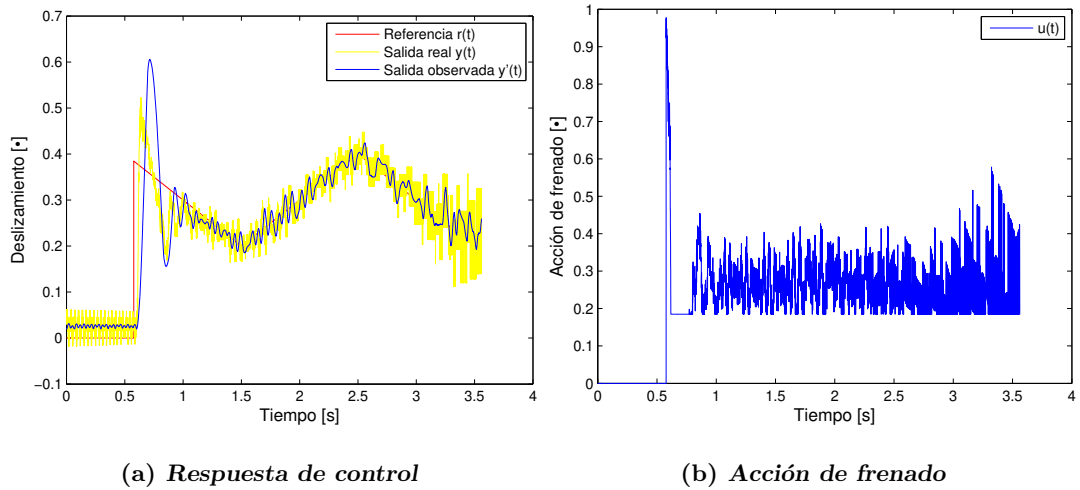 Referencia r(t)
Salida real y(t)
Salida observada y'(t)
Deslizamiento [•]
0.7
0.6
0.5
0.4
0.3
0.2
0.1
0
−0.1
0 0.5 1 1.5 2 2.5 3 3.5 4
Tiempo [s]
(a) Respuesta de control
u(t)
Acción de frenado [•]
1
0.9
0.8
0.7
0.6
0.5
0.4
0.3
0.2
0.1
0
0 0.5 1 1.5 2 2.5 3 3.5 4
Tiempo [s]
(b) Acción de frenado